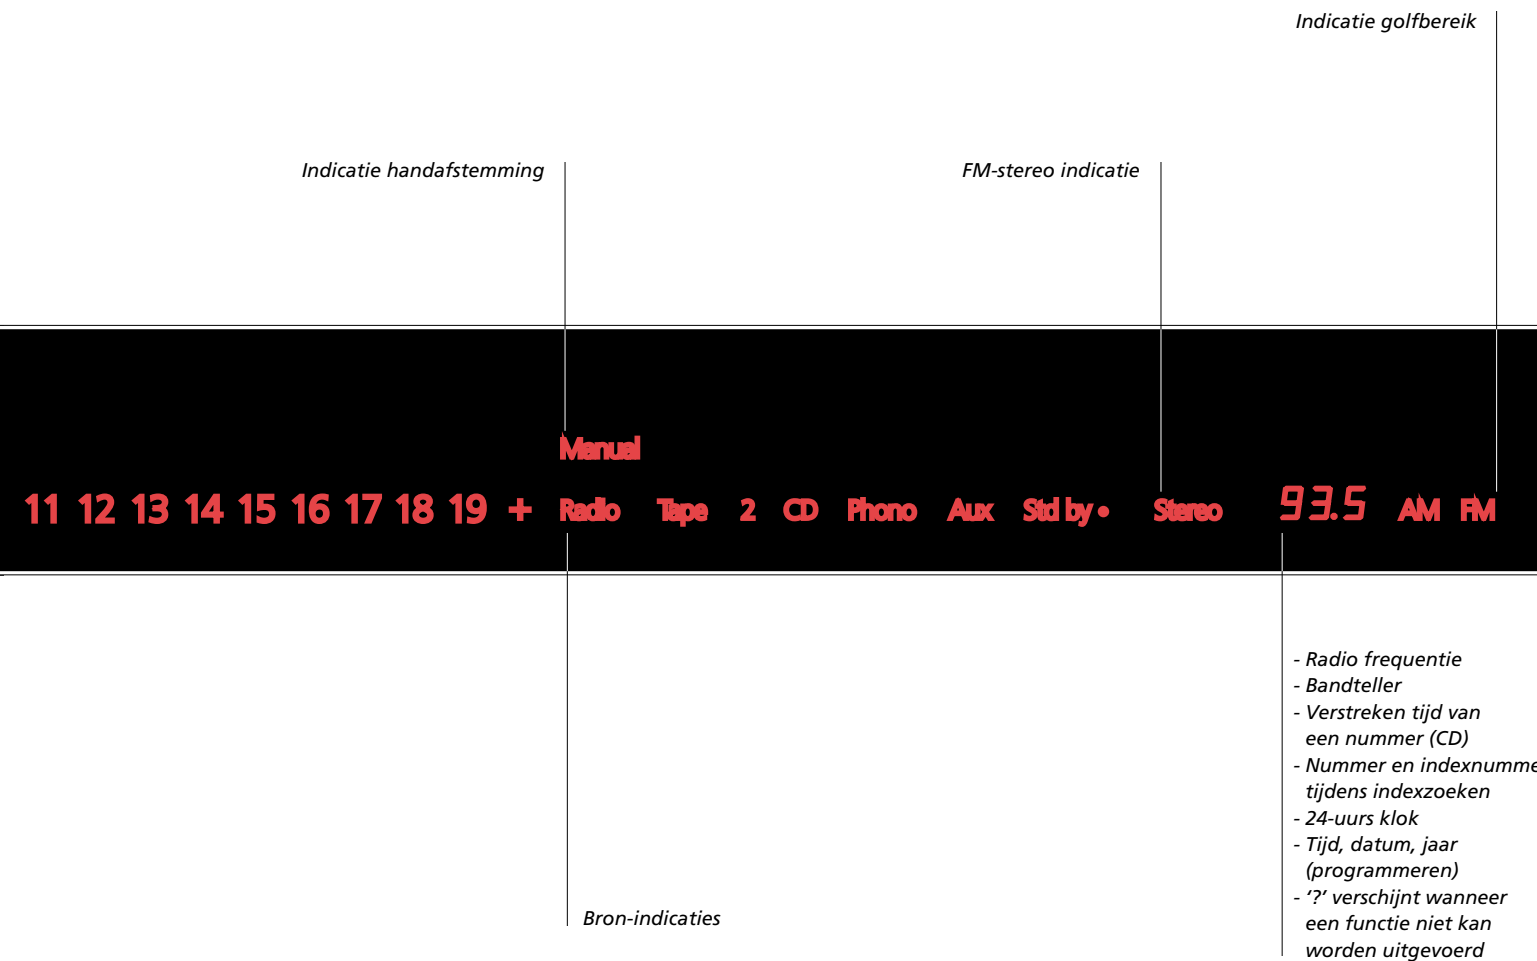 Indicatie golfbereik
Indicatie handafstemming
FM-stereo indicatie
Manual
11 12 13 14 15 16 17 18 19 + Radio Tape 2 CD Phono Aux Std by • Stereo 93.5 AM FM
- Radio frequentie
- Bandteller
- Verstreken tijd van
een nummer (CD)
- Nummer en indexnumme
tijdens indexzoeken
- 24-uurs klok
- Tijd, datum, jaar
(programmeren)
- ‘?’ verschijnt wanneer
een functie niet kan
worden uitgevoerd
Bron-indicaties